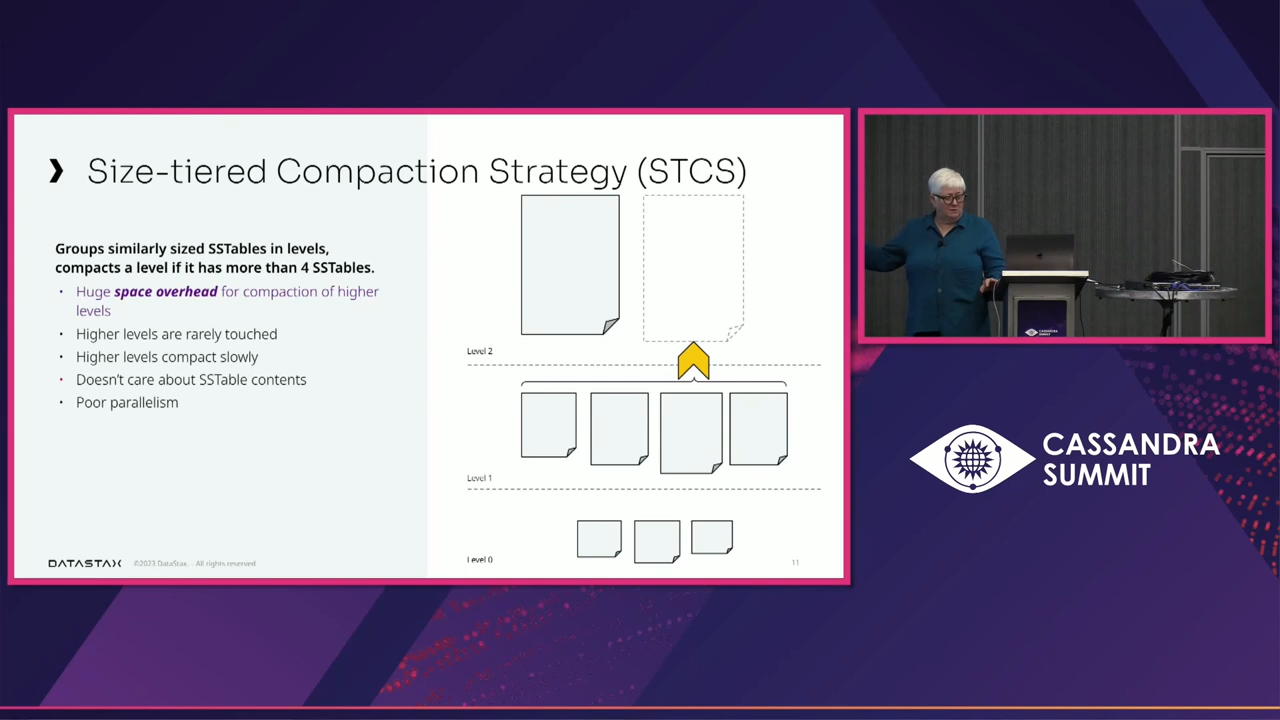 ❯ Size-tiered Compaction Strategy (STCS)
Groups similarly sized SSTables in levels,
compacts a level if it has more than 4 SSTables.
• Huge space overhead for compaction of higher
levels
• Higher levels are rarely touched
• Higher levels compact slowly
• Doesn't care about SSTable contents
• Poor parallelism
Level 2
Level 1
Level 0
DATASTAX ©2023 DataStax. - All rights reserved
11
CASSANDRA
SUMMIT
CASSANDRA
SUMMIT